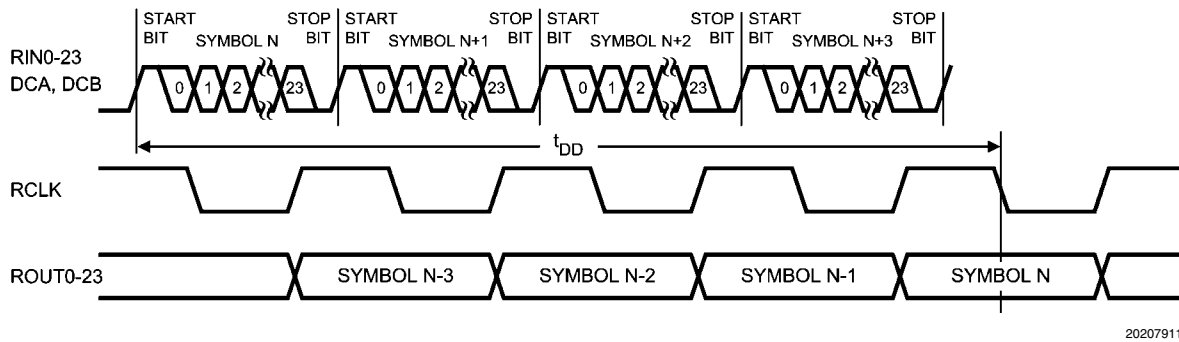 START BIT SYMBOL N STOP BIT
START BIT SYMBOL N+1 STOP BIT
START BIT SYMBOL N+2 STOP BIT
START BIT SYMBOL N+3 STOP BIT
RIN0-23
DCA, DCB
0 1 2 23
0 1 2 23
0 1 2 23
0 1 2 23
tDD
RCLK
ROUT0-23
SYMBOL N-3
SYMBOL N-2
SYMBOL N-1
SYMBOL N
20207911